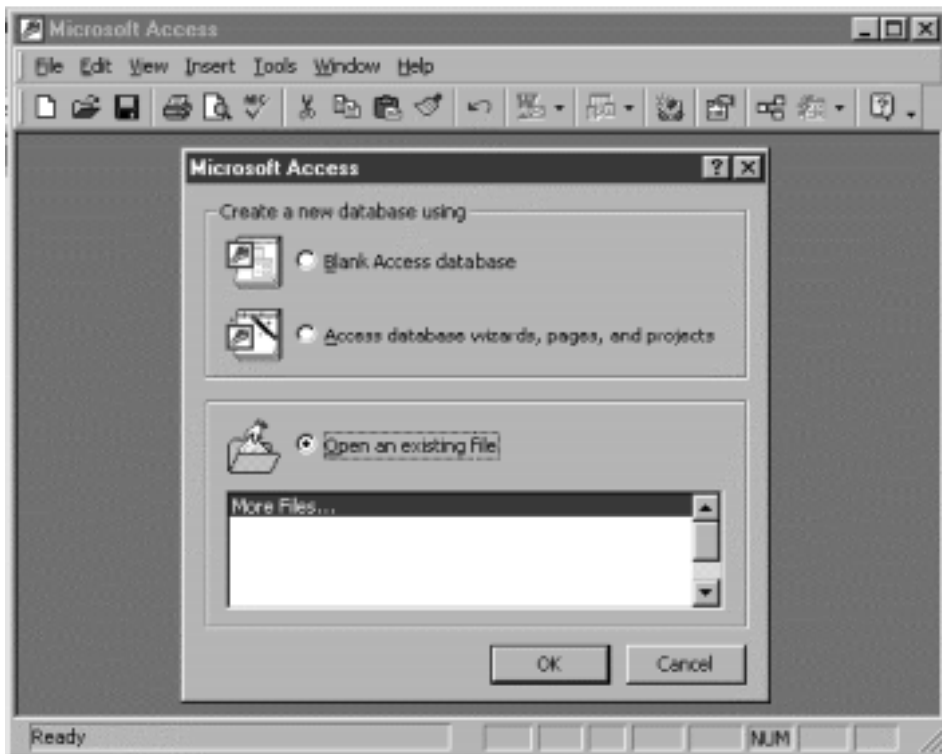 Microsoft Access
File Edit View Insert Tools Window Help
Microsoft Access
Create a new database using
Blank Access database
Access database wizards, pages, and projects
Open an existing file
More Files...
OK Cancel
Ready NUM